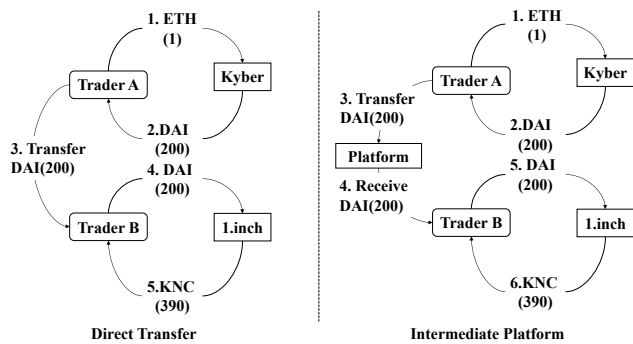 1. ETH
(1)
Trader A
Kyber
2.DAI
(200)
3. Transfer
DAI(200)
4. DAI
(200)
Trader B
1.inch
5.KNC
(390)
Direct Transfer
1. ETH
(1)
Trader A
Kyber
3. Transfer
DAI(200)
2.DAI
(200)
Platform
5. DAI
(200)
4. Receive
DAI(200)
Trader B
1.inch
6.KNC
(390)
Intermediate Platform